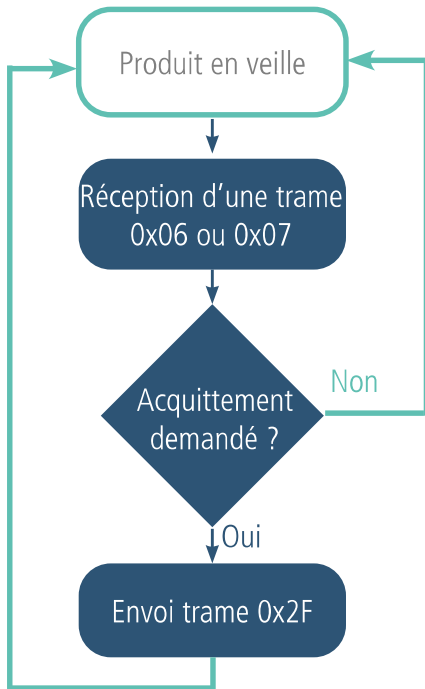 Produit en veille
Réception d'une trame
0x06 ou 0x07
Acquittement
demandé ?
Non
Oui
Envoi trame 0x2F